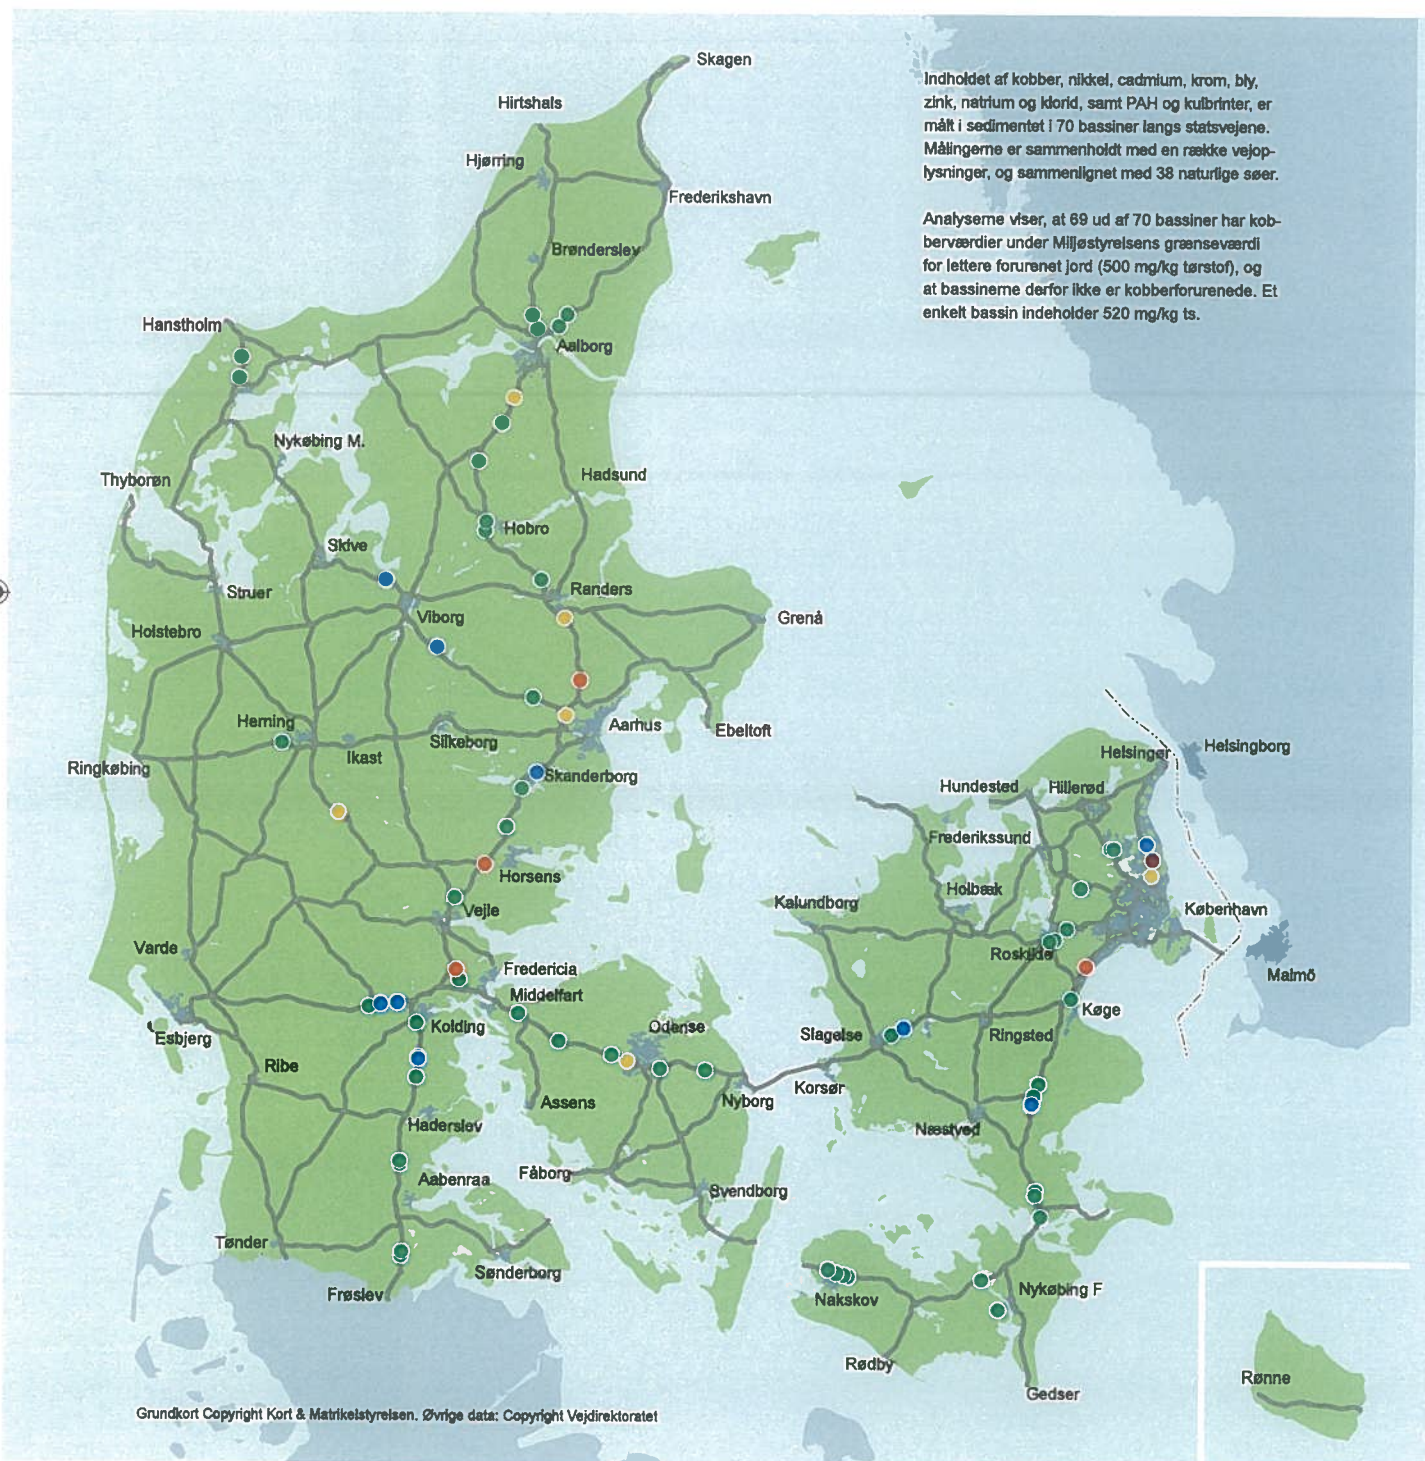 Skagen
Indholdet af kobber, nikkel, cadmium, krom, bly,
zink, natrium og klorid, samt PAH og kulbrinter, er
målt i sedimentet i 70 bassiner langs statsvejene.
Målingerne er sammenholdt med en række vejop-
lysninger, og sammenlignet med 38 naturlige søer.
Analyserne viser, at 69 ud af 70 bassiner har kob-
berværdier under Miljøstyrelsens grænseværdi
for lettere forurenet jord (500 mg/kg tørstof), og
at bassinerne derfor ikke er kobberforurenede. Et
enkelt bassin indeholder 520 mg/kg ts.
Hirtshals
Hjørring
Frederikshavn
Brønderslev
Hanstholm
Aalborg
Nykøbing M.
Thyborøn
Hadsund
Hobro
Skive
Struer
Randers
Viborg
Grenå
Holstebro
Herning
Aarhus
Ebeltoft
Silkeborg
Ikast
Ringkøbing
Skanderborg
Helsingør
Helsingborg
Hundested
Hillerød
Frederikssund
Horsens
Holbæk
Kalundborg
København
Vejle
Varde
Roskilde
Fredericia
Malmö
Middelfart
Køge
Kolding
Odense
Slagelse
Ringsted
Esbjerg
Ribe
Korsør
Assens
Nyborg
Haderslev
Næstved
Fåborg
Aabenraa
Svendborg
Tønder
Sønderborg
Frøslev
Nakskov
Nykøbing F
Rødby
Rønne
Gedser
Grundkort Copyright Kort & Matrikelstyrelsen. Øvrige data: Copyright Vejdirektoratet